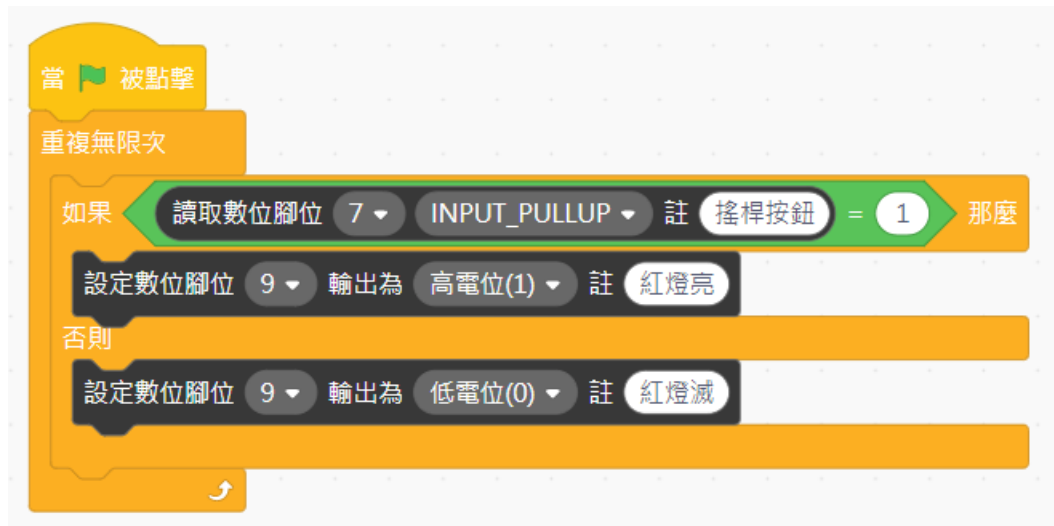 當 被點擊
重複無限次
如果 讀取數位腳位 7 INPUT_PULLUP 註 搖桿按鈕 = 1 那麼
設定數位腳位 9 輸出為 高電位(1) 註 紅燈亮
否則
設定數位腳位 9 輸出為 低電位(0) 註 紅燈滅